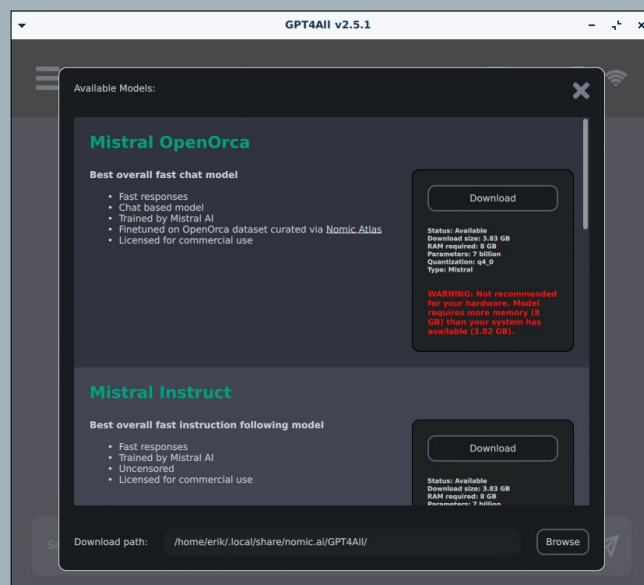 GPT4All v2.5.1
Available Models:
Mistral OpenOrca
Best overall fast chat model
• Fast responses
• Chat based model
• Trained by Mistral AI
• Finetuned on OpenOrca dataset curated via Nomic Atlas
• Licensed for commercial use
Download
Status: Available
Download size: 3.83 GB
RAM required: 8 GB
Parameters: 7 billion
Quantization: q4_0
Type: Mistral
WARNING: Not recommended
for your hardware. Model
requires more memory (8
GB) than your system has
available (3.82 GB).
Mistral Instruct
Best overall fast instruction following model
• Fast responses
• Trained by Mistral AI
• Uncensored
• Licensed for commercial use
Download
Status: Available
Download size: 3.83 GB
RAM required: 8 GB
Parameters: 7 billion
Download path:
/home/erik/.local/share/nomic.ai/GPT4All/
Browse